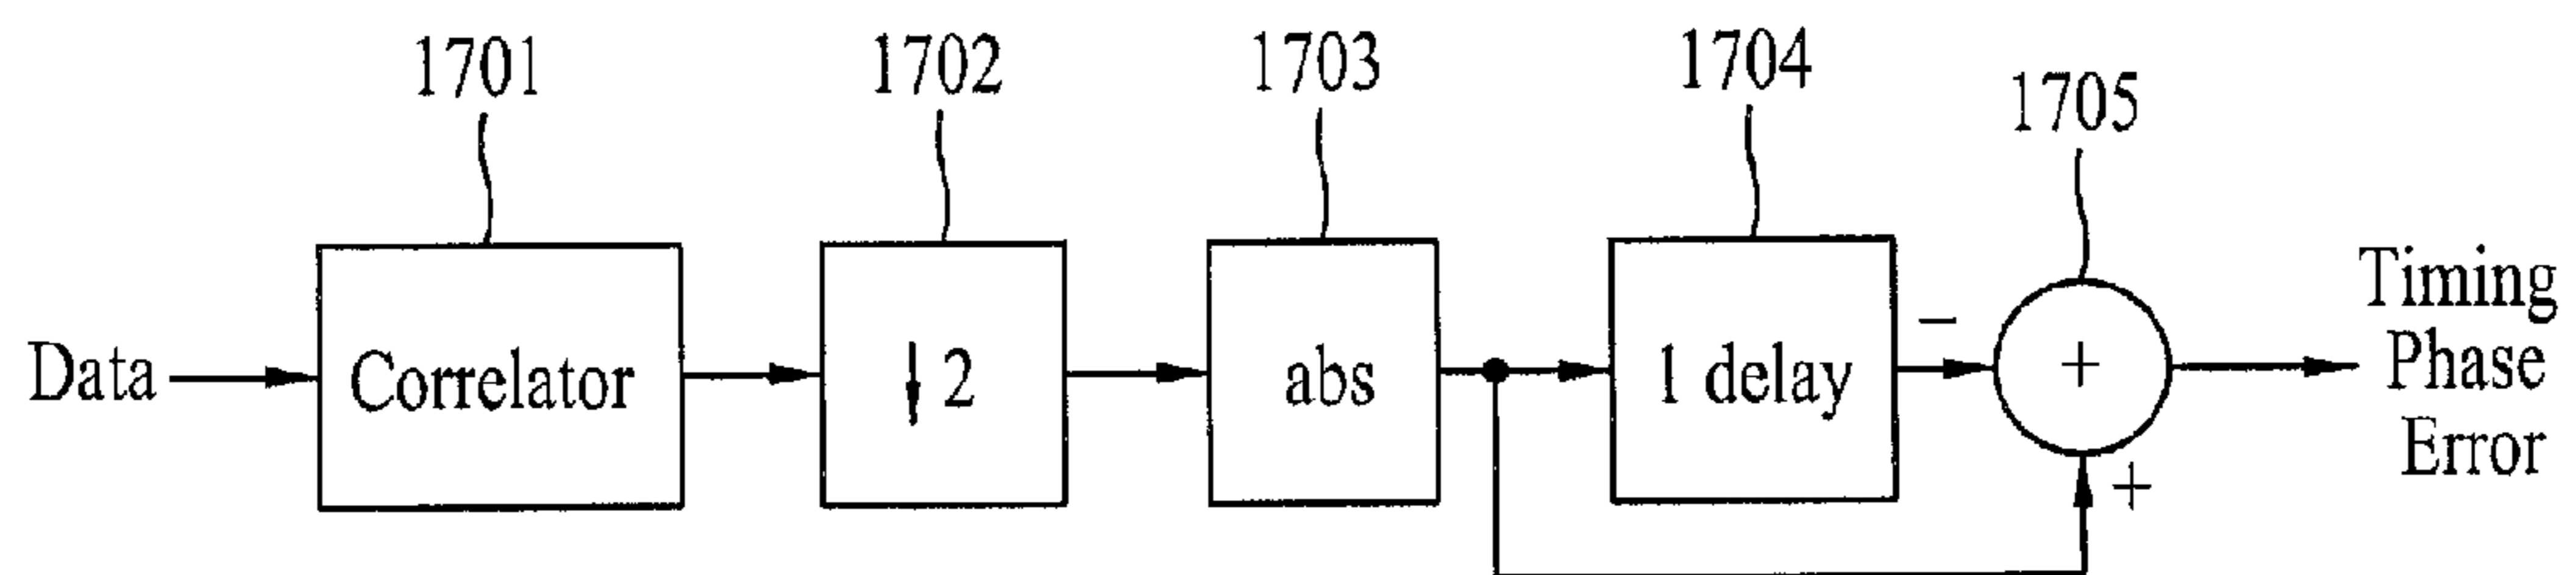 1701
1702
1703
1704
1705
Data
Correlator
↓ 2
abs
1 delay
−
+
+
Timing
Phase
Error